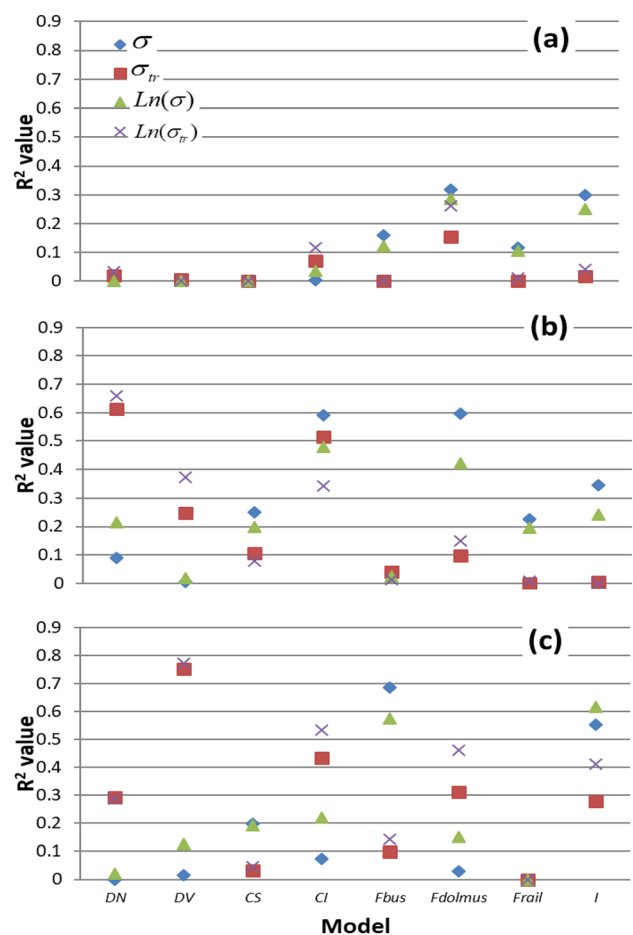 0.9
(a)
0.8
σ
0.7
σtr
0.6
Ln(σ)
0.5
Ln(σtr)
0.4
0.3
0.2
0.1
0
R² value
0.9
(b)
0.8
0.7
0.6
0.5
0.4
0.3
0.2
0.1
0
R² value
0.9
(c)
0.8
0.7
0.6
0.5
0.4
0.3
0.2
0.1
0
R² value
DN DV CS CI Fbus Fdolmus Frail I
Model